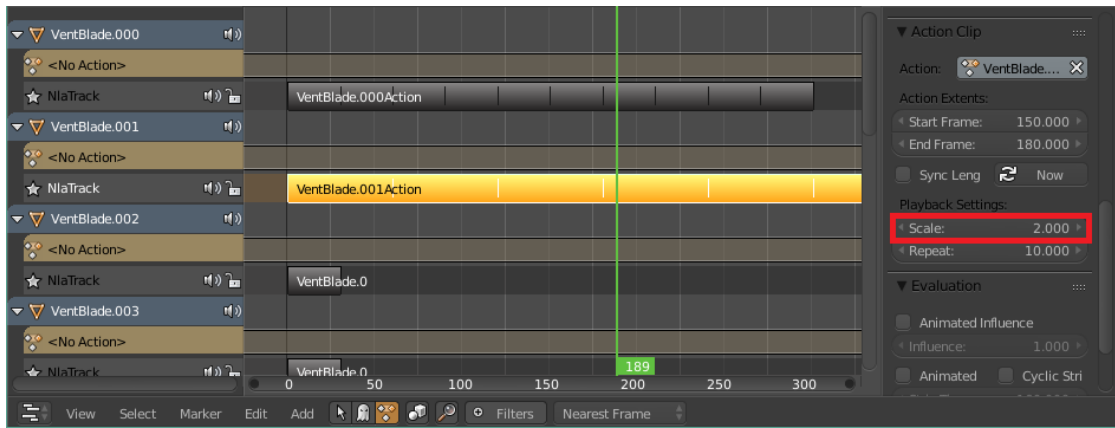 VentBlade.000
<No Action>
NlaTrack
VentBlade.000Action
VentBlade.001
<No Action>
NlaTrack
VentBlade.001Action
VentBlade.002
<No Action>
NlaTrack
VentBlade.0
VentBlade.003
<No Action>
NlaTrack
VentBlade.0
189
0 50 100 150 200 250 300
View Select Marker Edit Add Filters Nearest Frame
Action Clip
Action: VentBlade....
Action Extents:
Start Frame: 150.000
End Frame: 180.000
Sync Leng Now
Playback Settings:
Scale: 2.000
Repeat: 10.000
Evaluation
Animated Influence
Influence: 1.000
Animated Cyclic Stri